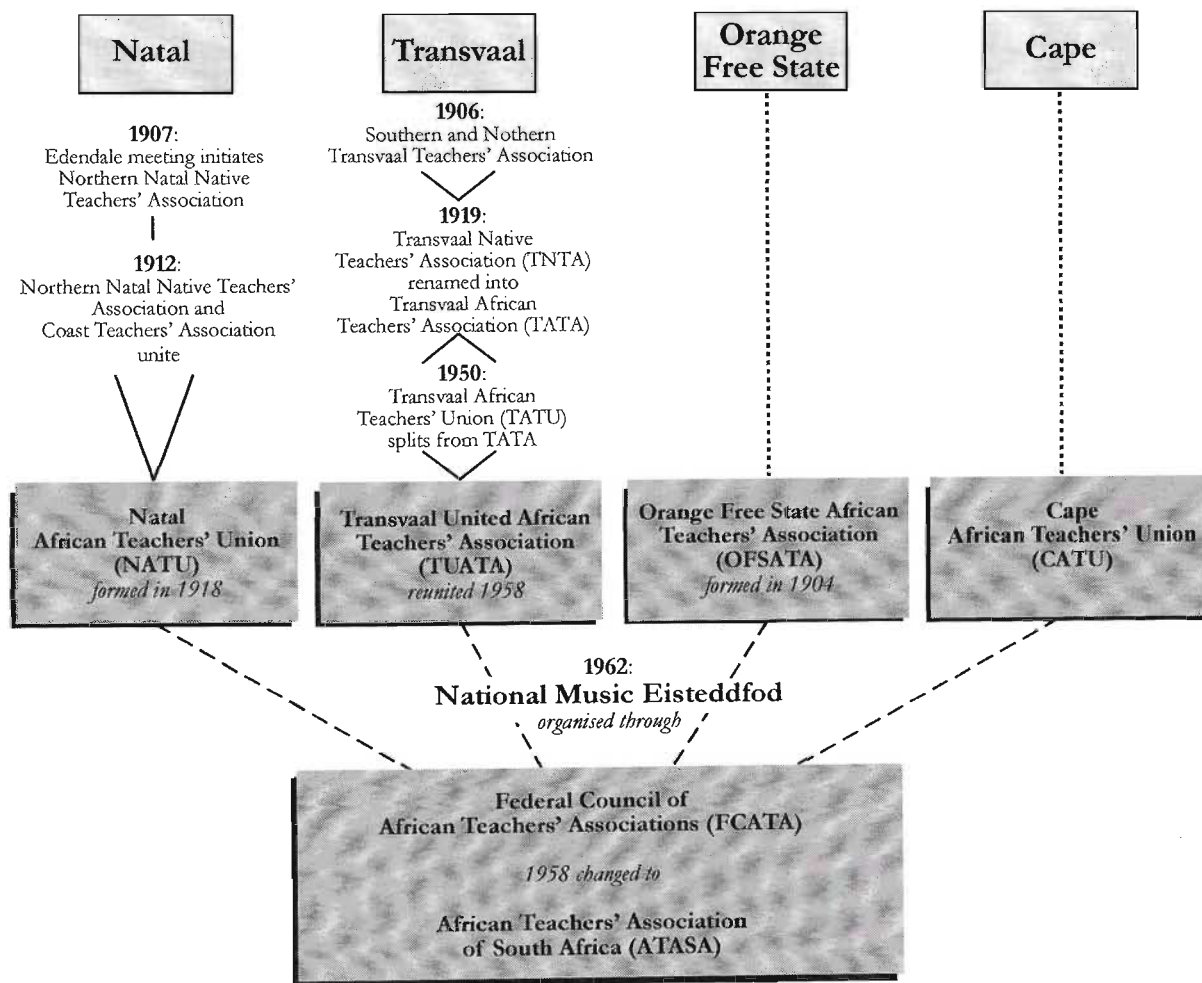 Natal
1907:
Edendale meeting initiates
Northern Natal Native
Teachers' Association
1912:
Northern Natal Native Teachers'
Association and
Coast Teachers' Association
unite
Natal
African Teachers' Union
(NATU)
formed in 1918
Transvaal
1906:
Southern and Nothern
Transvaal Teachers' Association
1919:
Transvaal Native
Teachers' Association (TNTA)
renamed into
Transvaal African
Teachers' Association (TATA)
1950:
Transvaal African
Teachers' Union (TATU)
splits from TATA
Transvaal United African
Teachers' Association
(TUATA)
reunited 1958
Orange
Free State
Orange Free State African
Teachers' Association
(OFSATA)
formed in 1904
Cape
Cape
African Teachers' Union
(CATU)
1962:
National Music Eisteddfod
organised through
Federal Council of
African Teachers' Associations (FCATA)
1958 changed to
African Teachers' Association
of South Africa (ATASA)